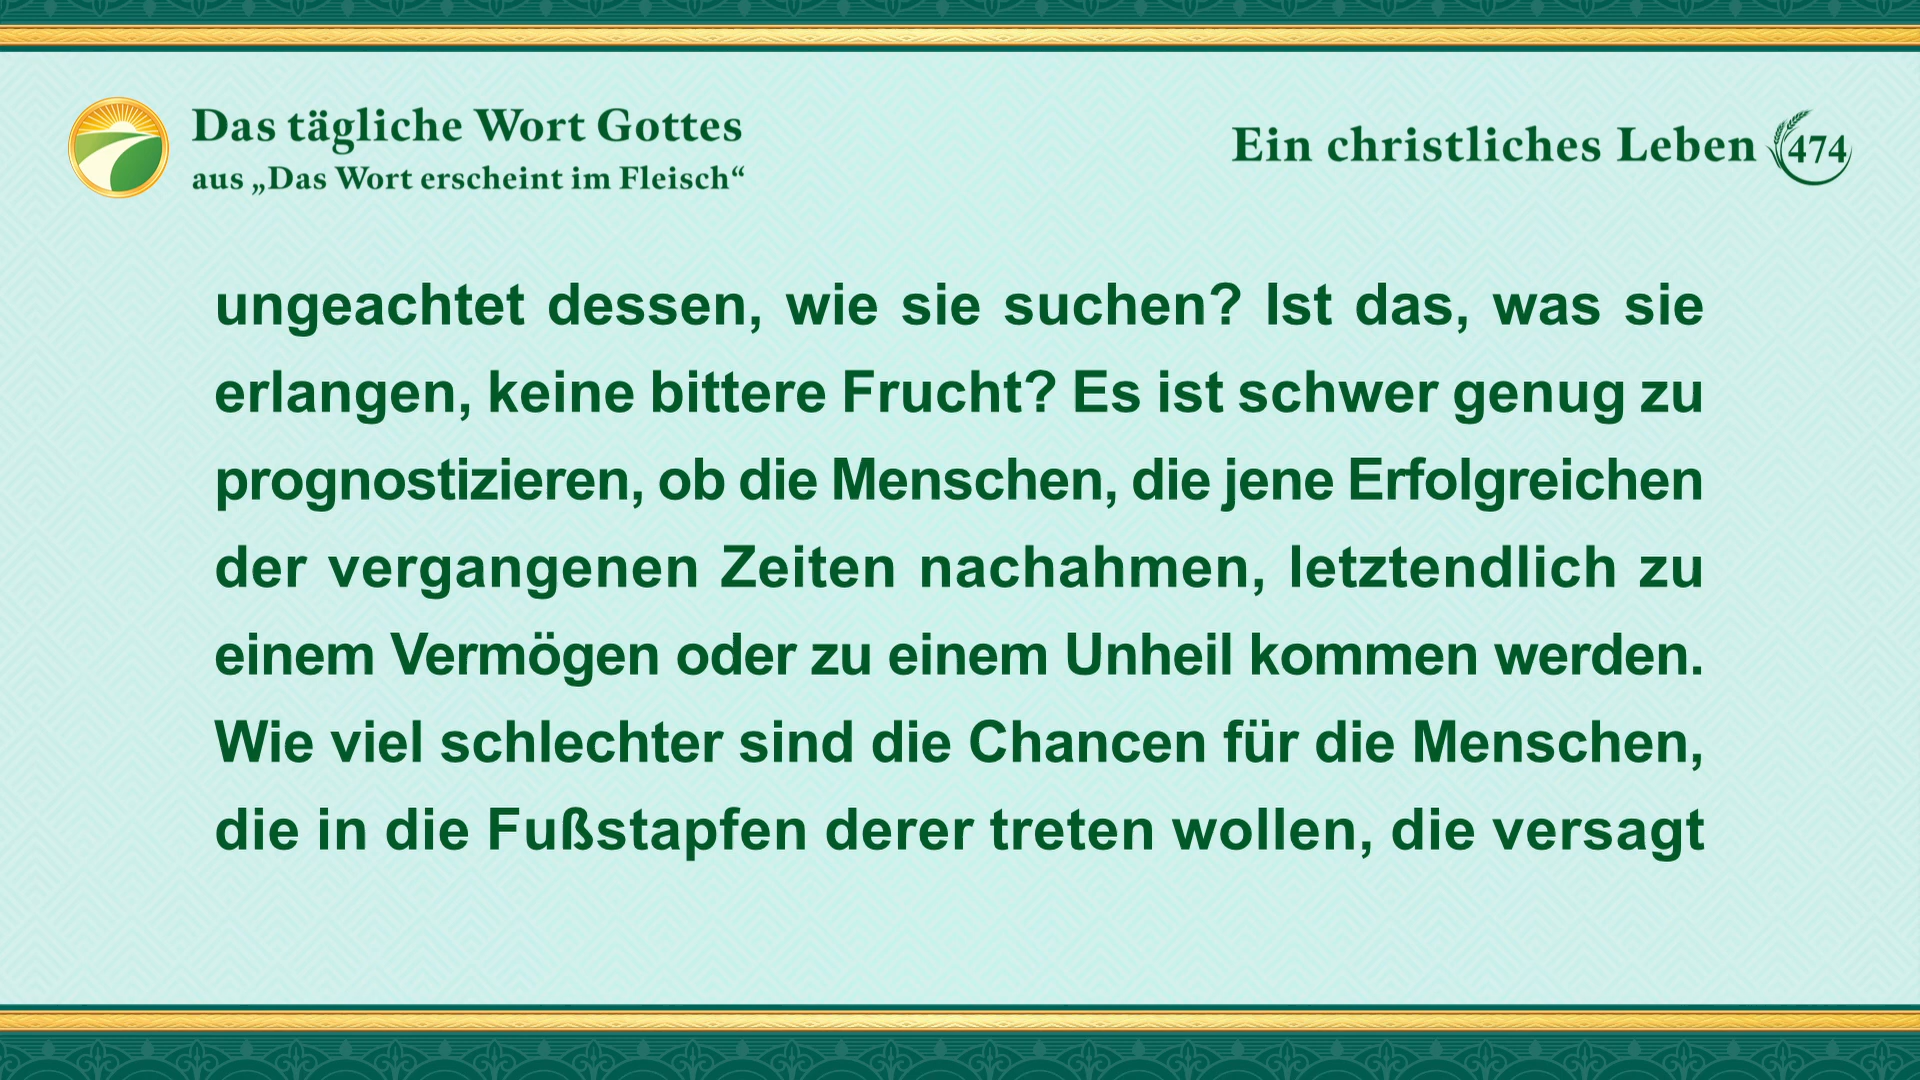 Das tägliche Wort Gottes
aus „Das Wort erscheint im Fleisch“
Ein christliches Leben 474
ungeachtet dessen, wie sie suchen? Ist das, was sie
erlangen, keine bittere Frucht? Es ist schwer genug zu
prognostizieren, ob die Menschen, die jene Erfolgreichen
der vergangenen Zeiten nachahmen, letztendlich zu
einem Vermögen oder zu einem Unheil kommen werden.
Wie viel schlechter sind die Chancen für die Menschen,
die in die Fußstapfen derer treten wollen, die versagt